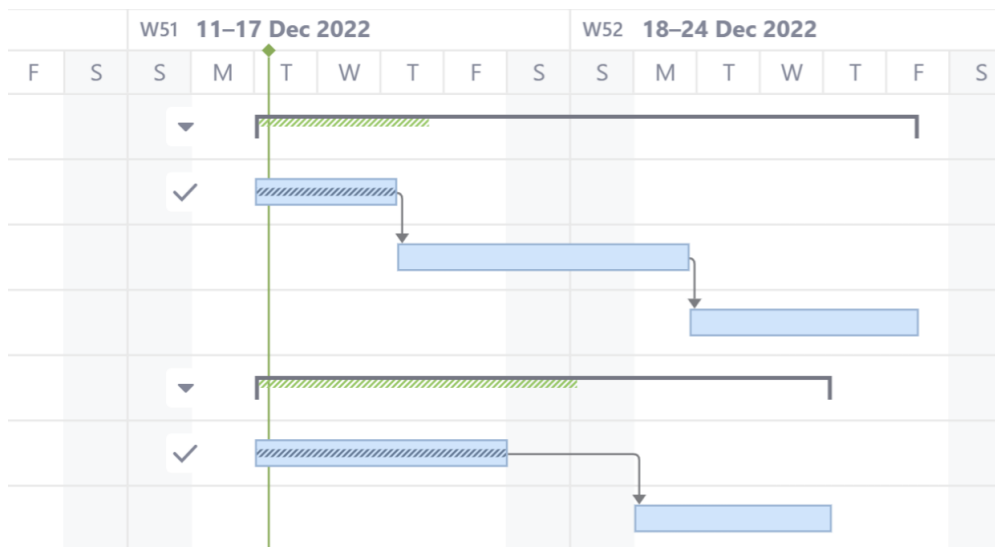 W51 11–17 Dec 2022 W52 18–24 Dec 2022
F S S M T W T F S S M T W T F S